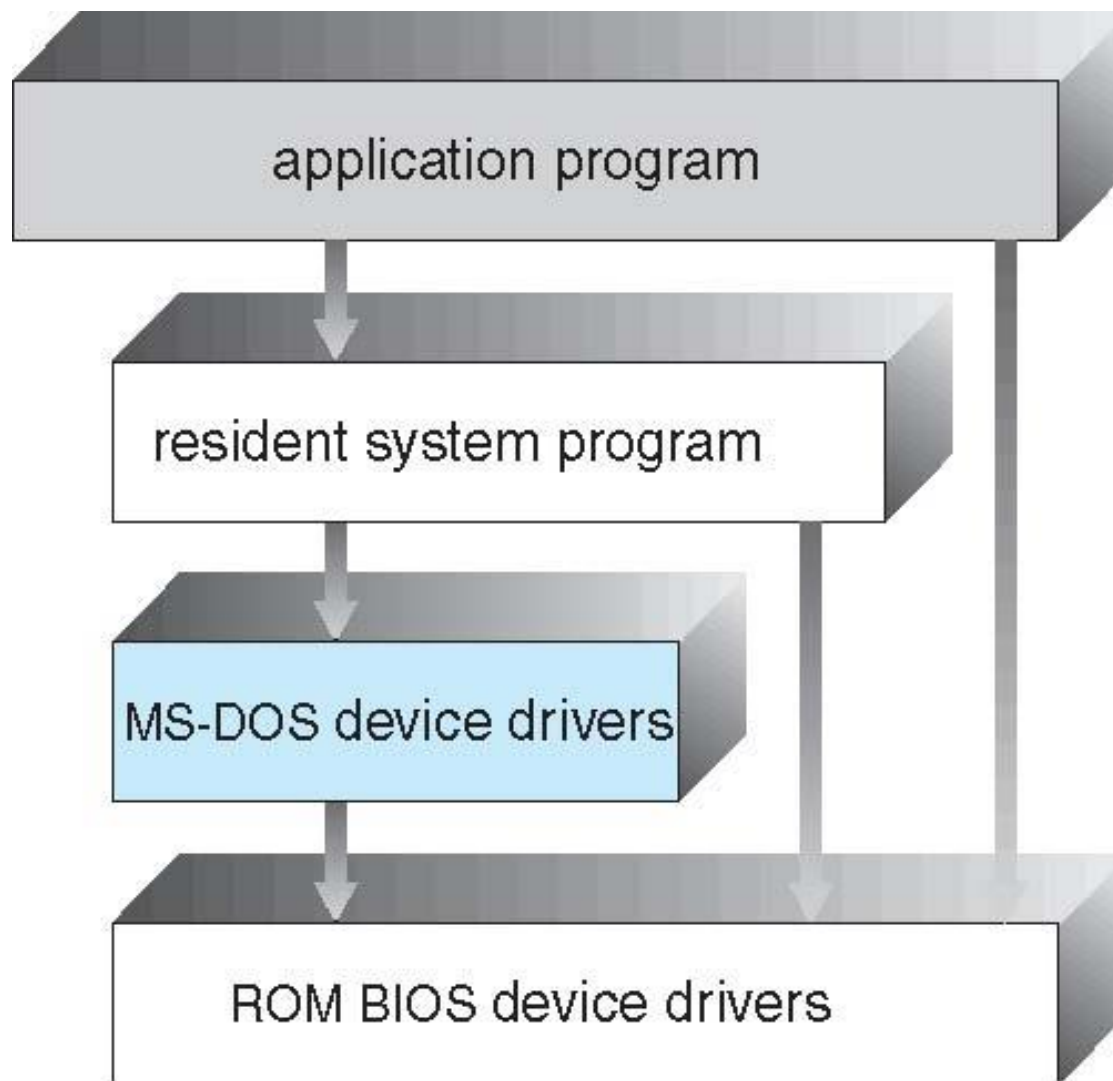 application program
resident system program
MS-DOS device drivers
ROM BIOS device drivers